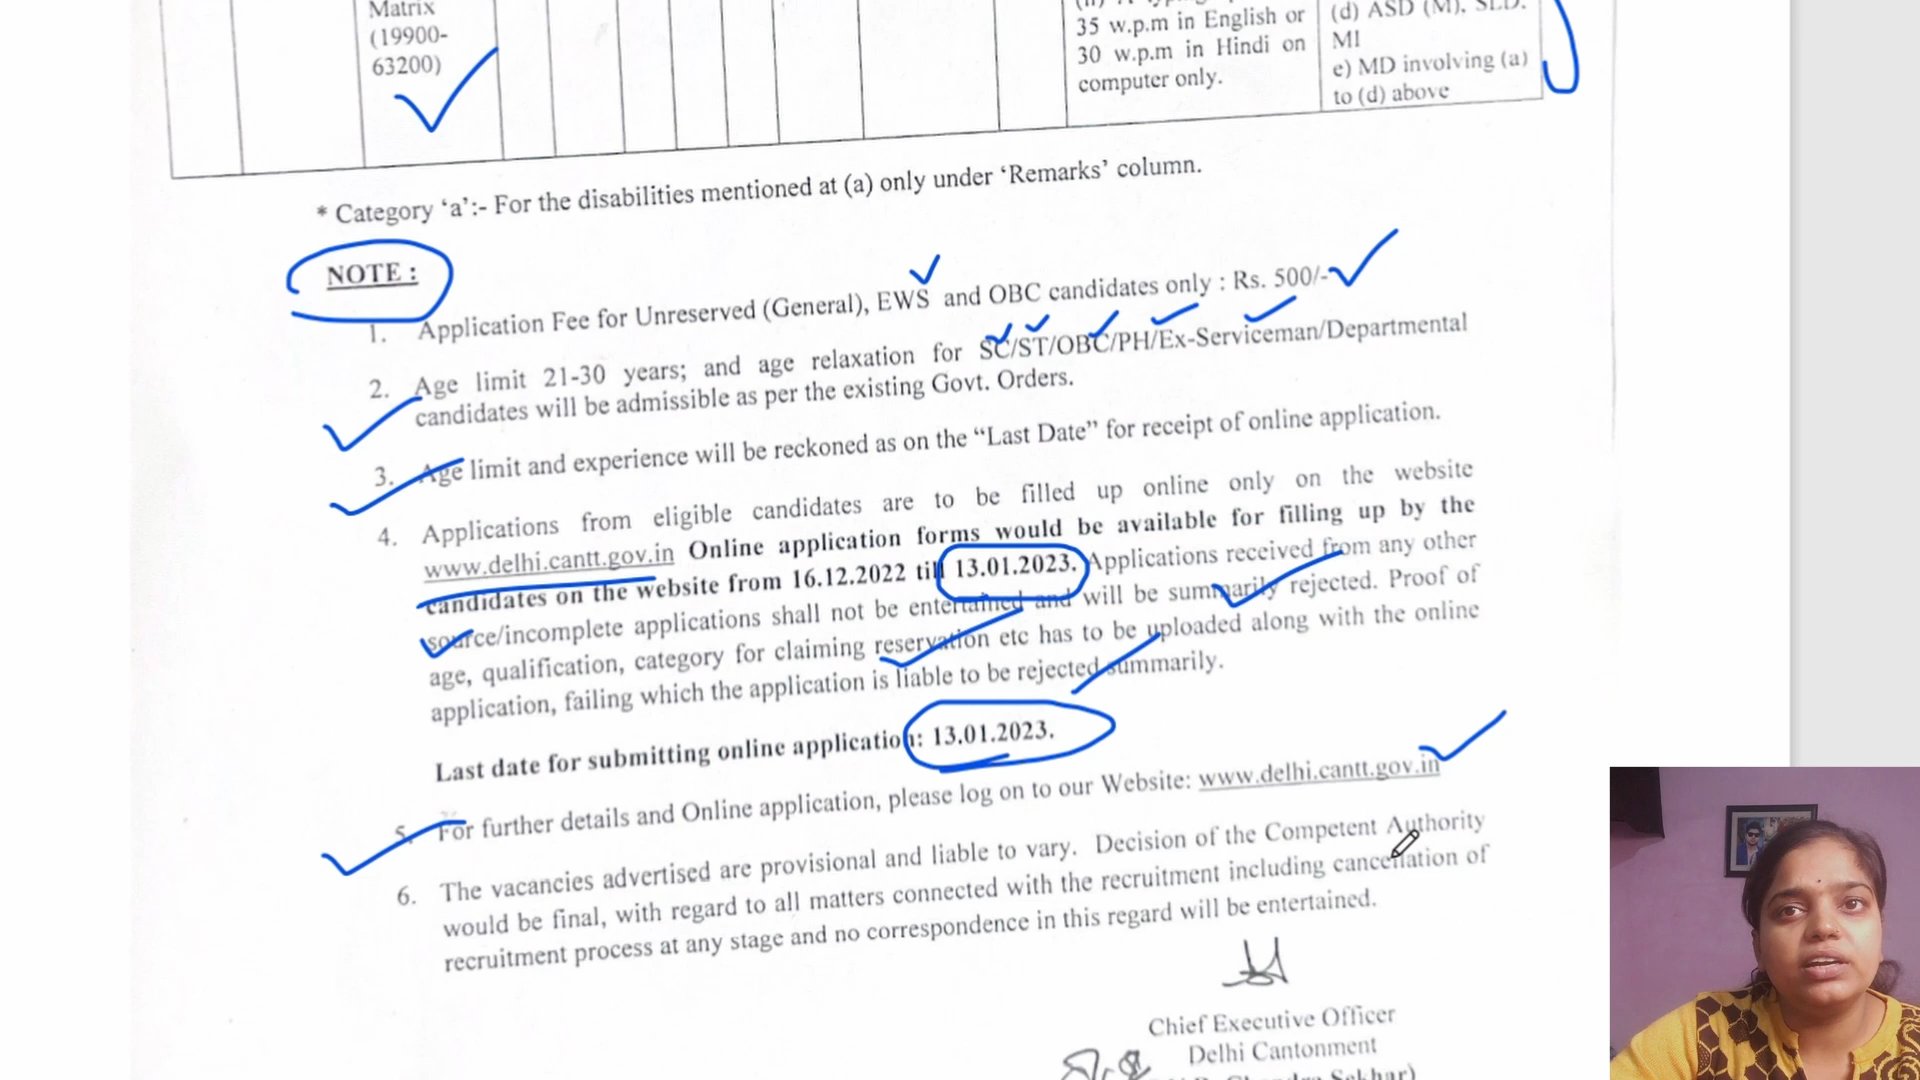 Matrix
(19900-
63200)
35 w.p.m in English or
30 w.p.m in Hindi on
computer only.
(d) ASD (M), SLD,
MI
e) MD involving (a)
to (d) above
* Category ‘a’:- For the disabilities mentioned at (a) only under ‘Remarks’ column.
NOTE :
1. Application Fee for Unreserved (General), EWS and OBC candidates only : Rs. 500/-
2. Age limit 21-30 years; and age relaxation for SC/ST/OBC/PH/Ex-Serviceman/Departmental
candidates will be admissible as per the existing Govt. Orders.
3. Age limit and experience will be reckoned as on the “Last Date” for receipt of online application.
4. Applications from eligible candidates are to be filled up online only on the website
www.delhi.cantt.gov.in Online application forms would be available for filling up by the
candidates on the website from 16.12.2022 till 13.01.2023. Applications received from any other
source/incomplete applications shall not be entertained and will be summarily rejected. Proof of
age, qualification, category for claiming reservation etc has to be uploaded along with the online
application, failing which the application is liable to be rejected summarily.
Last date for submitting online application: 13.01.2023.
5. For further details and Online application, please log on to our Website: www.delhi.cantt.gov.in
6. The vacancies advertised are provisional and liable to vary. Decision of the Competent Authority
would be final, with regard to all matters connected with the recruitment including cancellation of
recruitment process at any stage and no correspondence in this regard will be entertained.
Chief Executive Officer
Delhi Cantonment
Sekhar)